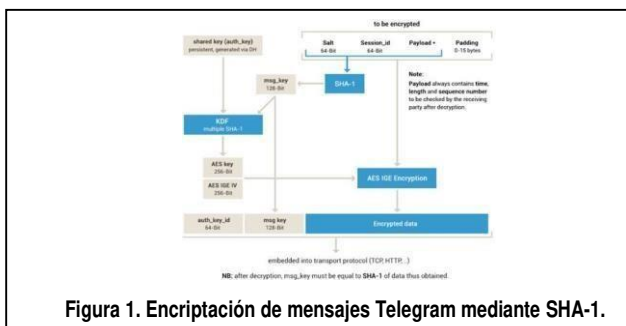 to be encrypted
shared key (auth_key)
persistent, generated via DH
Salt
64-Bit
Session_id
64-Bit
Payload *
Padding
0-15 bytes
msg_key
128-Bit
SHA-1
Note:
Payload always contains time,
length and sequence number
to be checked by the receiving
party after decryption.
KDF
multiple SHA-1
AES key
256-Bit
AES IGE IV
256-Bit
AES IGE Encryption
auth_key_id
64-Bit
msg key
128-Bit
Encrypted data
embedded into transport protocol (TCP, HTTP, ..)
NB: after decryption, msg_key must be equal to SHA-1 of data thus obtained.
Figura 1. Encriptación de mensajes Telegram mediante SHA-1.